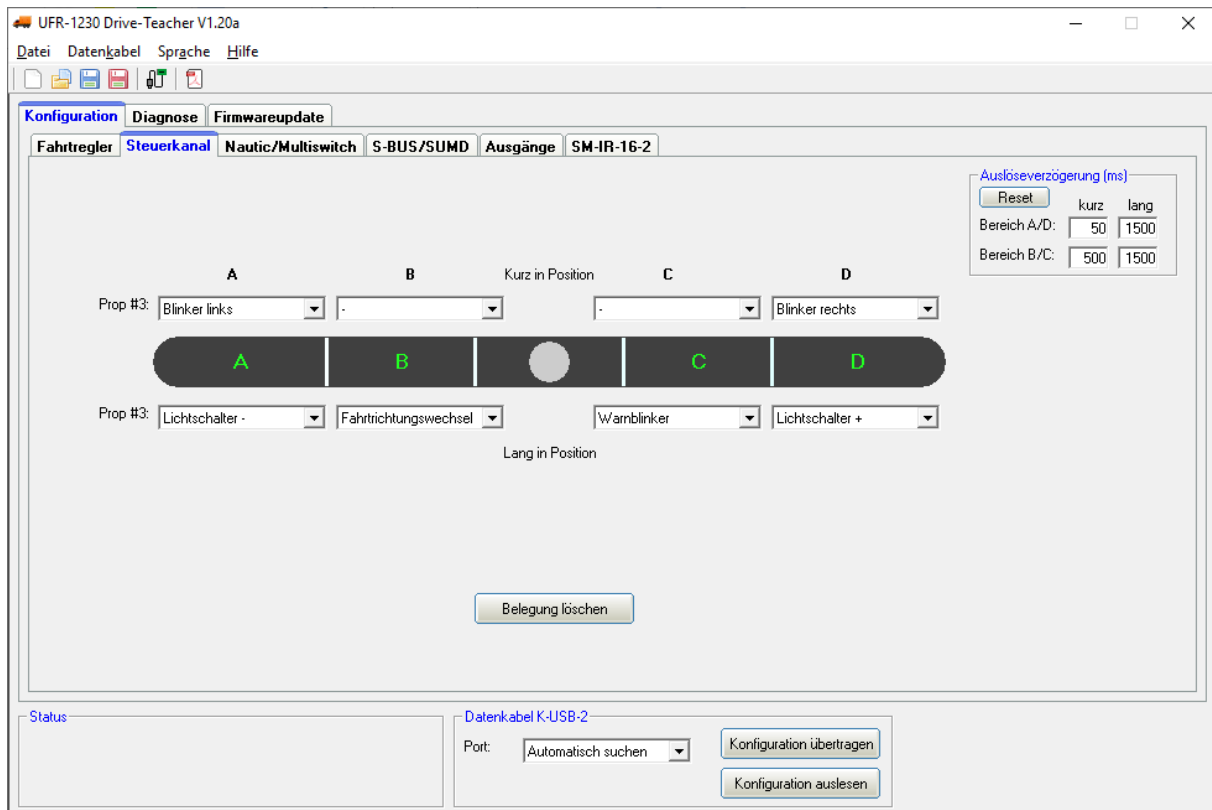 UFR-1230 Drive-Teacher V1.20a
Datei Datenkabel Sprache Hilfe
Konfiguration Diagnose Firmwareupdate
Fahrtregler Steuerkanal Nautic/Multiswitch S-BUS/SUMD Ausgänge SM-IR-16-2
Auslöseverzögerung (ms)
Reset kurz lang
Bereich A/D: 50 1500
Bereich B/C: 500 1500
A B Kurz in Position C D
Prop #3: Blinker links - - Blinker rechts
A B C D
Prop #3: Lichtschalter - Fahrtrichtungswechsel Warnblinker Lichtschalter +
Lang in Position
Belegung löschen
Status
Datenkabel K-USB-2
Port: Automatisch suchen Konfiguration übertragen
Konfiguration auslesen